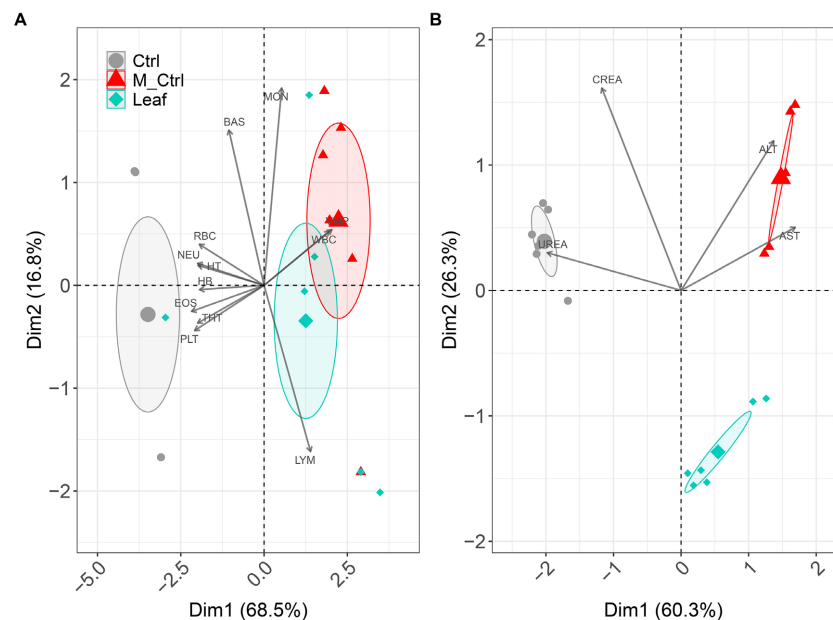 A
Ctrl
M_Ctrl
Leaf
MON
BAS
RBC
NEU
HT
HB
EOS
THT
PLT
WBC
LYM
2
1
0
−1
−2
−5.0
−2.5
0.0
2.5
Dim1 (68.5%)
Dim2 (16.8%)
B
CREA
ALT
AST
UREA
2
1
0
−1
−2
−2
−1
0
1
2
Dim1 (60.3%)
Dim2 (26.3%)